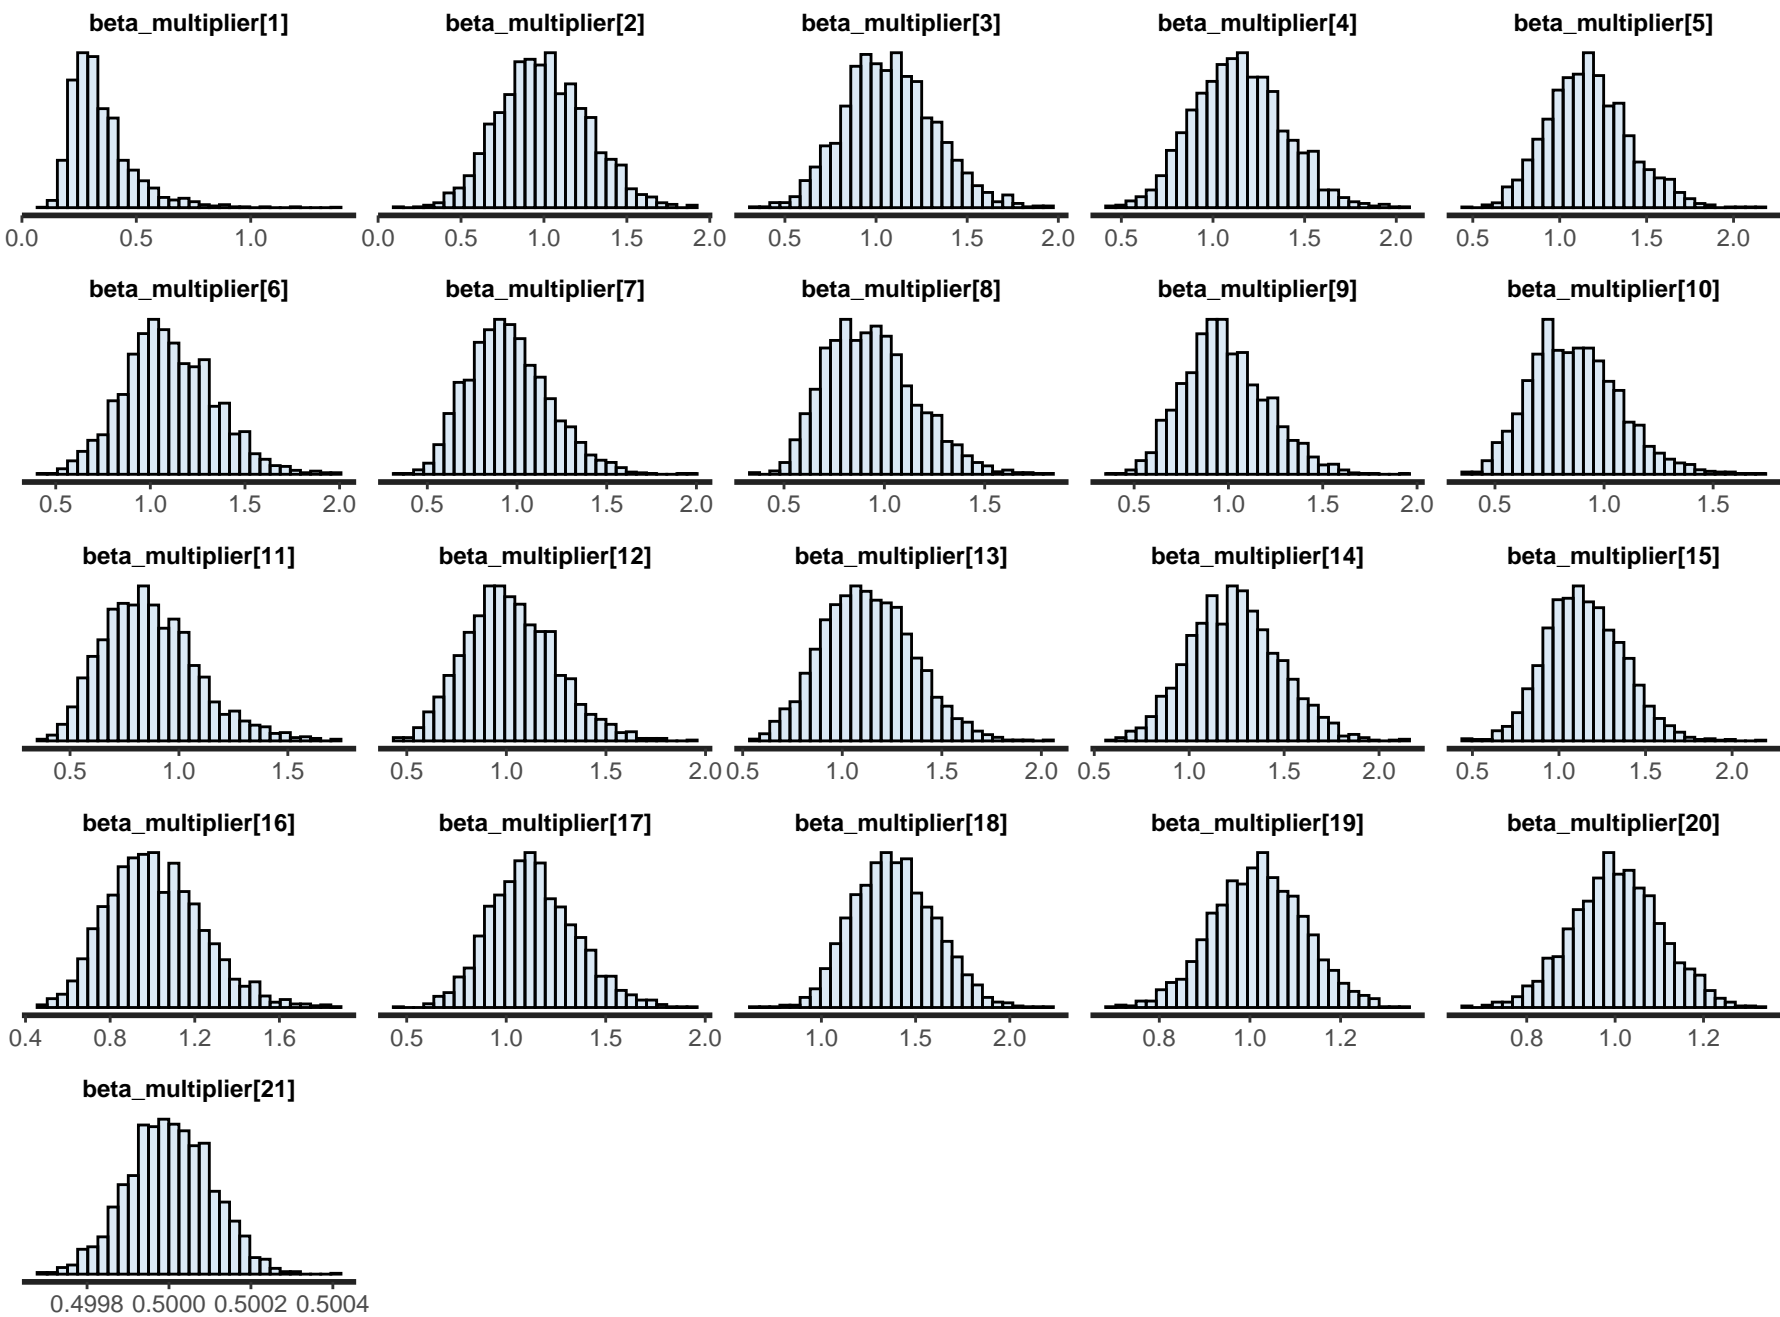 beta_multiplier[1] beta_multiplier[2] beta_multiplier[3] beta_multiplier[4] beta_multiplier[5]
0.0 0.5 1.0 0.0 0.5 1.0 1.5 2.0 0.5 1.0 1.5 2.0 0.5 1.0 1.5 2.0 0.5 1.0 1.5 2.0
beta_multiplier[6] beta_multiplier[7] beta_multiplier[8] beta_multiplier[9] beta_multiplier[10]
0.5 1.0 1.5 2.0 0.5 1.0 1.5 2.0 0.5 1.0 1.5 0.5 1.0 1.5 2.0 0.5 1.0 1.5
beta_multiplier[11] beta_multiplier[12] beta_multiplier[13] beta_multiplier[14] beta_multiplier[15]
0.5 1.0 1.5 0.5 1.0 1.5 2.0 0.5 1.0 1.5 2.0 0.5 1.0 1.5 2.0 0.5 1.0 1.5 2.0
beta_multiplier[16] beta_multiplier[17] beta_multiplier[18] beta_multiplier[19] beta_multiplier[20]
0.4 0.8 1.2 1.6 0.5 1.0 1.5 2.0 1.0 1.5 2.0 0.8 1.0 1.2 0.8 1.0 1.2
beta_multiplier[21]
0.4998 0.5000 0.5002 0.5004